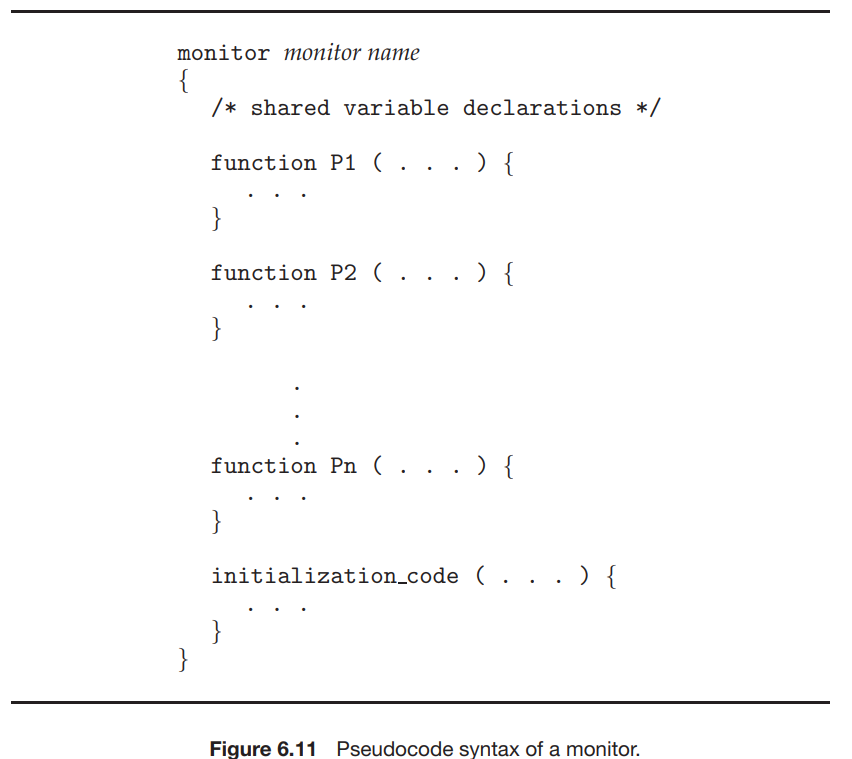 monitor monitor name
{
/* shared variable declarations */
function P1 ( . . . ) {
. . .
}
function P2 ( . . . ) {
. . .
}
.
.
.
function Pn ( . . . ) {
. . .
}
initialization_code ( . . . ) {
. . .
}
}
Figure 6.11 Pseudocode syntax of a monitor.